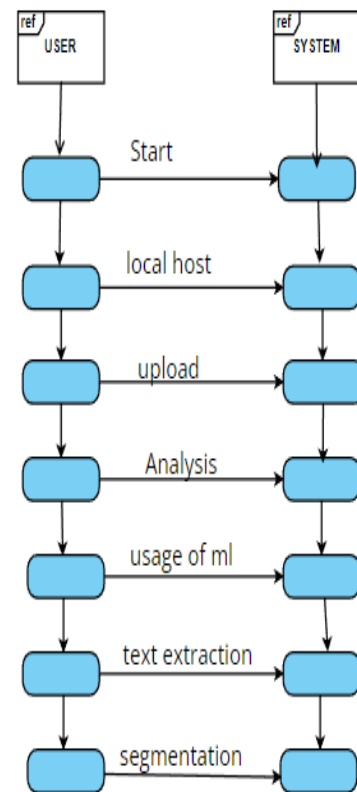 ref
USER
ref
SYSTEM
Start
local host
upload
Analysis
usage of ml
text extraction
segmentation